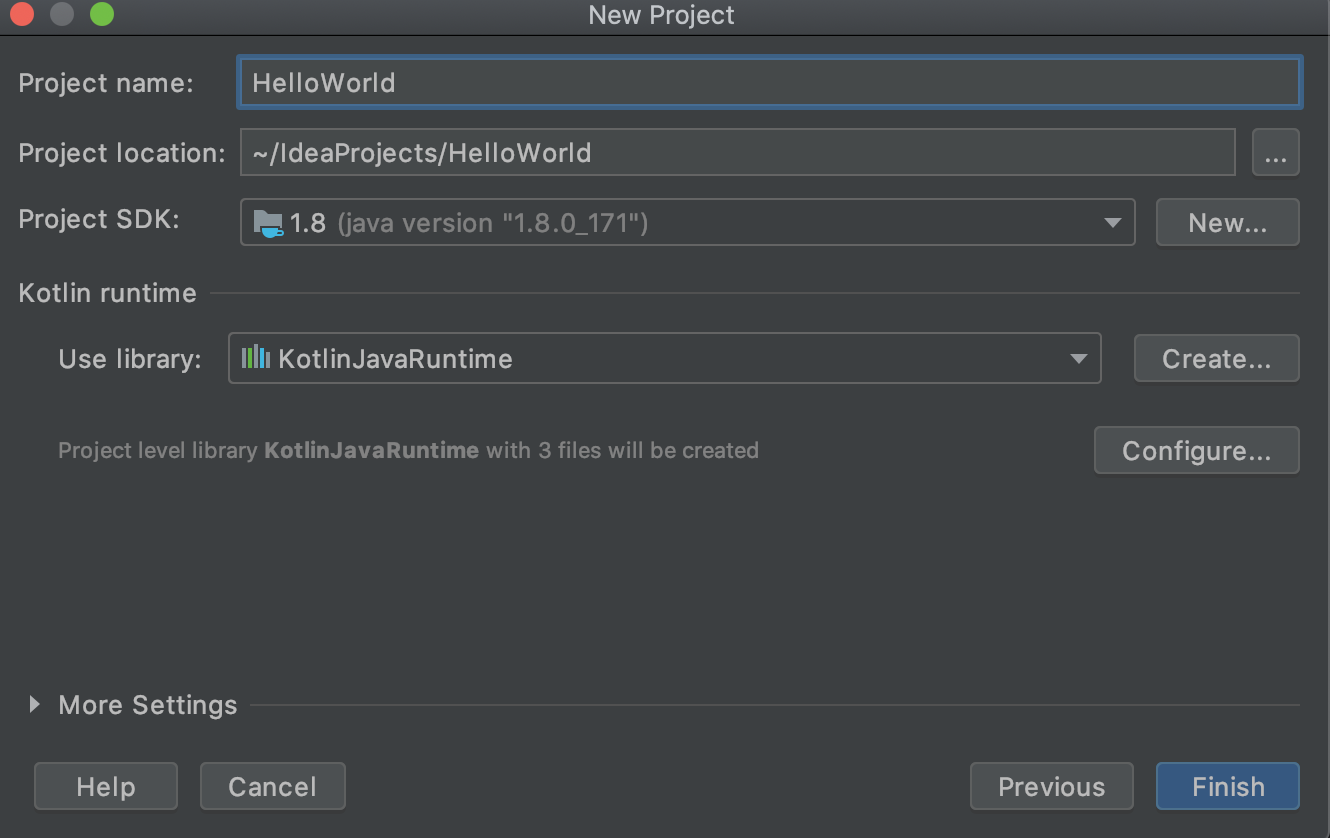 New Project
Project name: HelloWorld
Project location: ~/IdeaProjects/HelloWorld ...
Project SDK: 1.8 (java version "1.8.0_171") New...
Kotlin runtime
Use library: KotlinJavaRuntime Create...
Project level library KotlinJavaRuntime with 3 files will be created Configure...
More Settings
Help Cancel Previous Finish